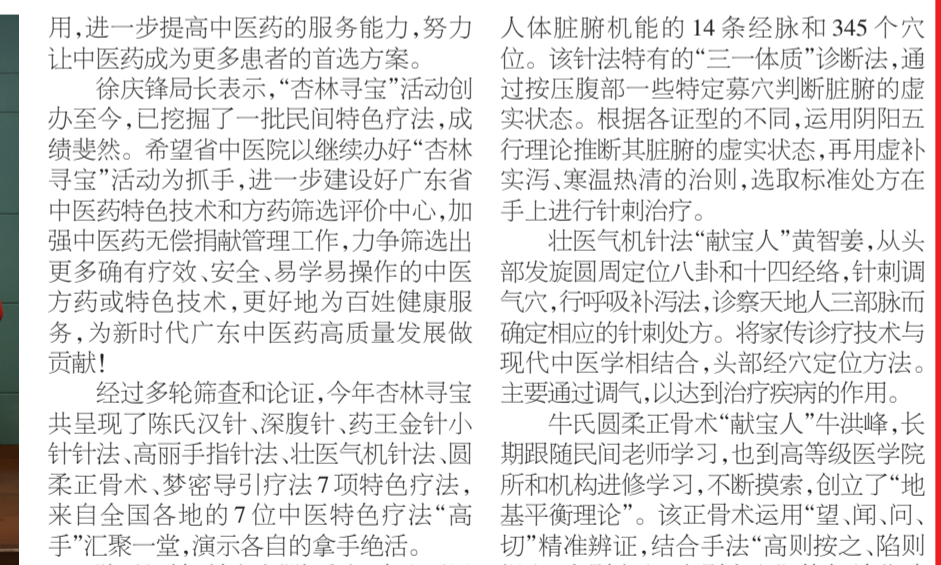 用,进一步提高中医药的服务能力,努力
让中医药成为更多患者的首选方案。
徐庆锋局长表示,“杏林寻宝”活动创
办至今,已挖掘了一批民间特色疗法,成
绩斐然。希望省中医院以继续办好“杏林
寻宝”活动为抓手,进一步建设好广东省
中医药特色技术和方药筛选评价中心,加
强中医药无偿捐献管理工作,力争筛选出
更多确有疗效、安全、易学易操作的中医
方药或特色技术,更好地为百姓健康服
务,为新时代广东中医药高质量发展做
贡献!
经过多轮筛查和论证,今年杏林寻宝
共呈现了陈氏汉针、深腹针、药王金针小
针针法、高丽手指针法、壮医气机针法、圆
柔正骨术、梦密导引疗法7项特色疗法,
来自全国各地的7位中医特色疗法“高
手”汇聚一堂,演示各自的拿手绝活。
人体脏腑机能的14条经脉和345个穴
位。该针法特有的“三一体质”诊断法,通
过按压腹部一些特定募穴判断脏腑的虚
实状态。根据各证型的不同,运用阴阳五
行理论推断其脏腑的虚实状态,再用虚补
实泻、寒温热清的治则,选取标准处方在
手上进行针刺治疗。
壮医气机针法“献宝人”黄智姜,从头
部发旋圆周定位八卦和十四经络,针刺调
气穴,行呼吸补泻法,诊察天地人三部脉而
确定相应的针刺处方。将家传诊疗技术与
现代中医学相结合,头部经穴定位方法。
主要通过调气,以达到治疗疾病的作用。
牛氏圆柔正骨术“献宝人”牛洪峰,长
期跟随民间老师学习,也到高等级医学院
所和机构进修学习,不断摸索,创立了“地
基平衡理论”。该正骨术运用“望、闻、问、
切”精准辨证,结合手法“高则按之、陷则